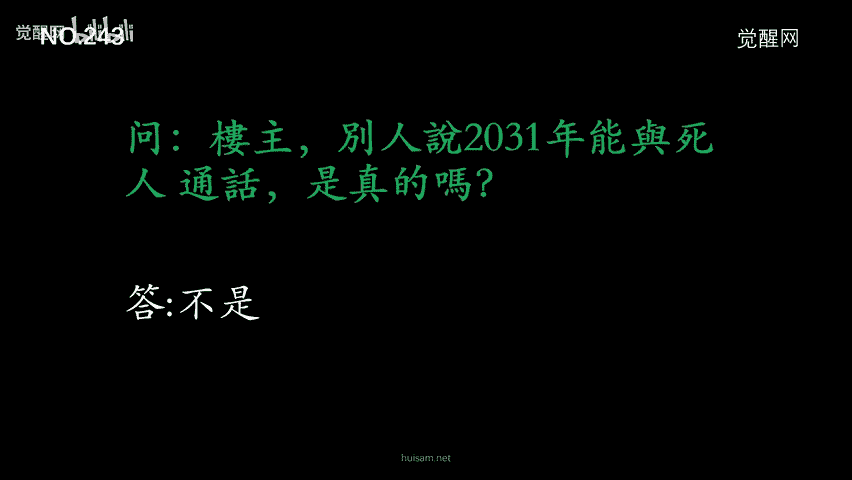 觉醒网
NO.243
觉醒网
问：樓主，別人說2031年能與死
人 通話，是真的嗎？
答:不是
huisam.net